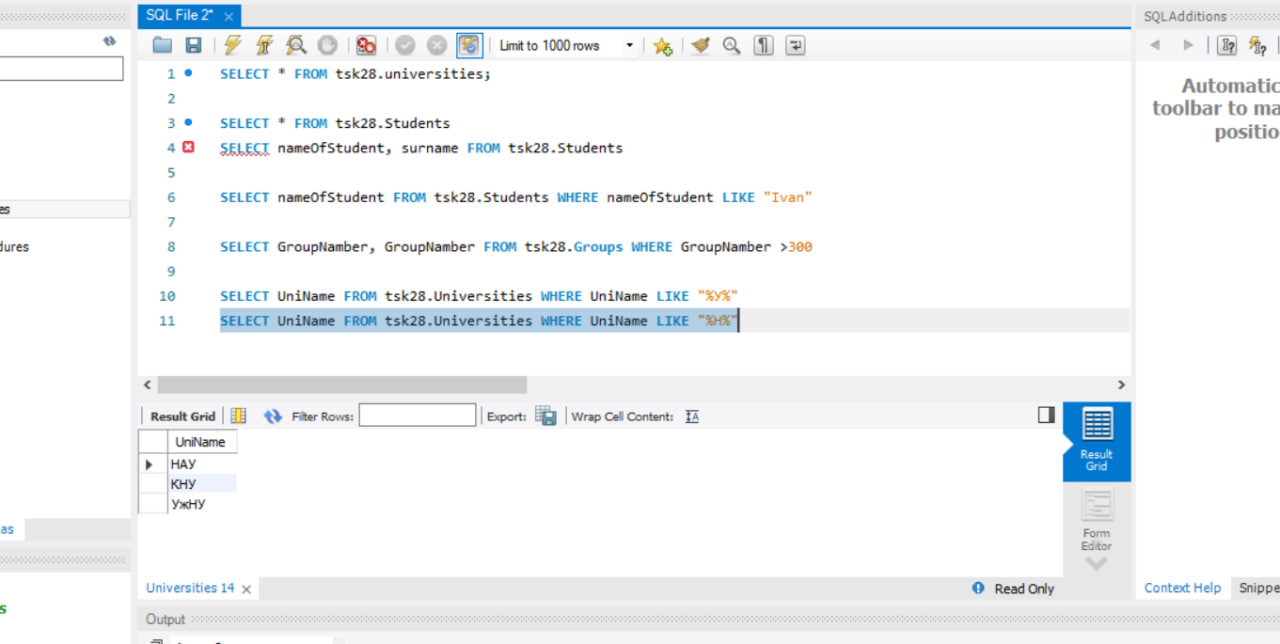 SQL File 2*
SQLAdditions
Limit to 1000 rows
1 SELECT * FROM tsk28.universities;
2
3 SELECT * FROM tsk28.Students
4 SELECT nameOfStudent, surname FROM tsk28.Students
5
6 SELECT nameOfStudent FROM tsk28.Students WHERE nameOfStudent LIKE "Ivan"
7
8 SELECT GroupNamber, GroupNamber FROM tsk28.Groups WHERE GroupNamber >300
9
10 SELECT UniName FROM tsk28.Universities WHERE UniName LIKE "%У%"
11 SELECT UniName FROM tsk28.Universities WHERE UniName LIKE "%Н%"
Automatic
toolbar to ma
positio
es
dures
as
s
Result Grid
Filter Rows:
Export:
Wrap Cell Content:
UniName
НАУ
КНУ
УжНУ
Result
Grid
Form
Editor
Universities 14
Read Only
Context Help
Snippe
Output